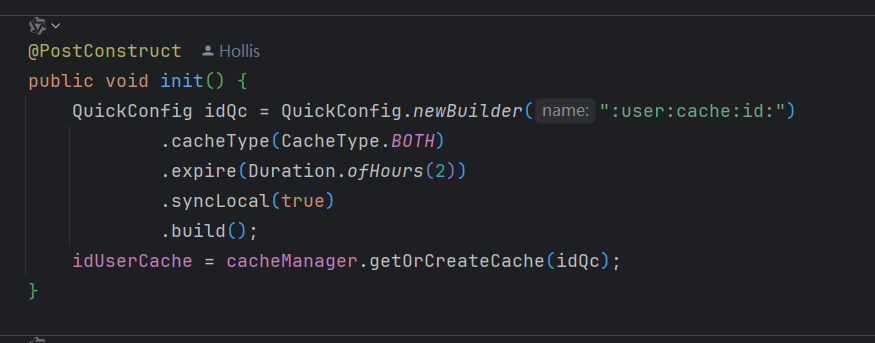 @PostConstruct Hollis
public void init() {
QuickConfig idQc = QuickConfig.newBuilder( name: ":user:cache:id:")
.cacheType(CacheType.BOTH)
.expire(Duration.ofHours(2))
.syncLocal(true)
.build();
idUserCache = cacheManager.getOrCreateCache(idQc);
}